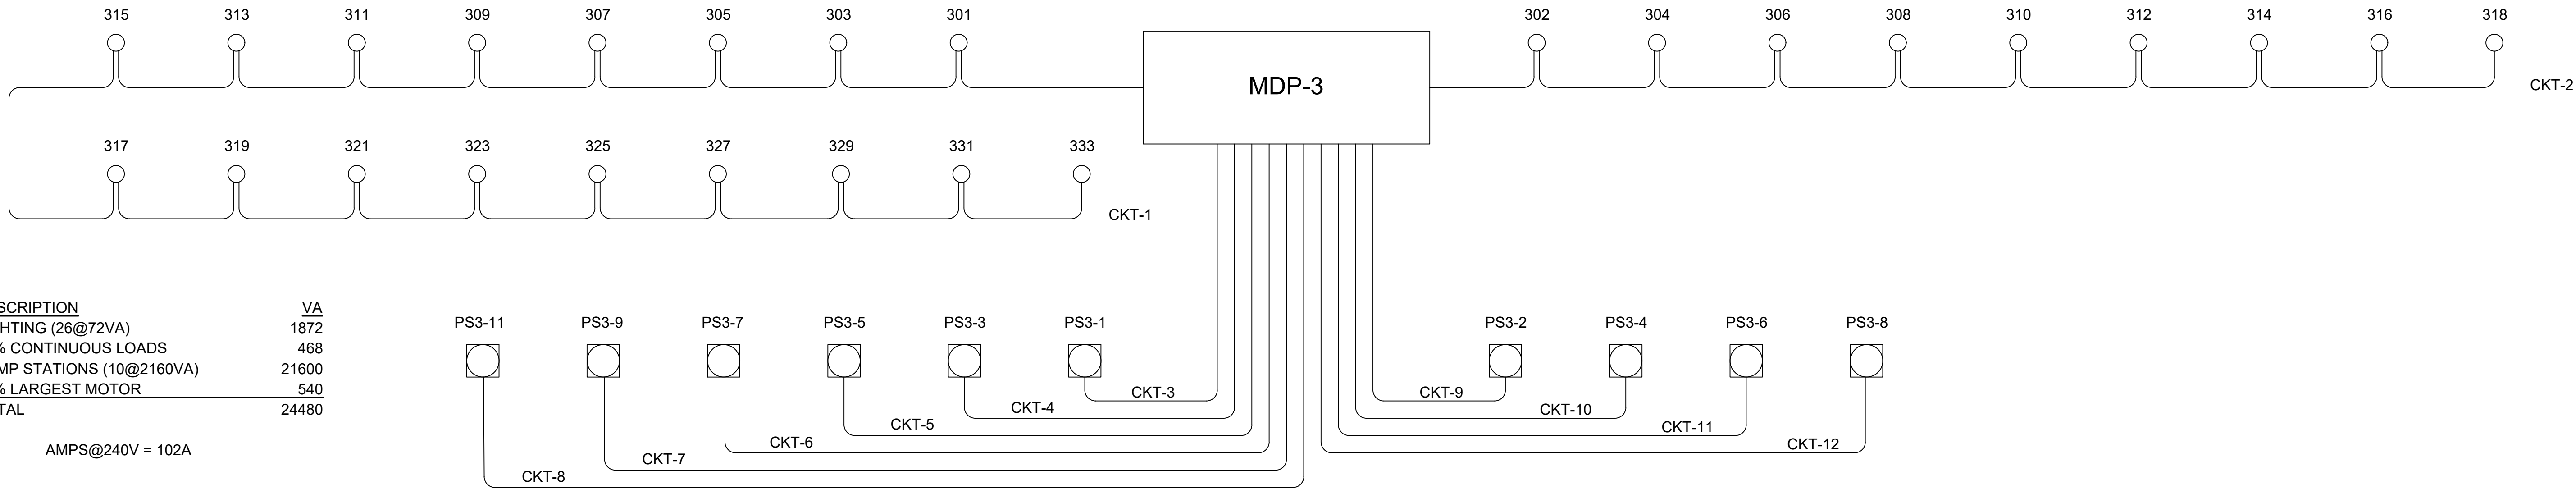 315 313 311 309 307 305 303 301
302 304 306 308 310 312 314 316 318
MDP-3
CKT-2
317 319 321 323 325 327 329 331 333
CKT-1
SCRIPTION VA
HTING (26@72VA) 1872
% CONTINUOUS LOADS 468
MP STATIONS (10@2160VA) 21600
% LARGEST MOTOR 540
TAL 24480
AMPS@240V = 102A
PS3-11 PS3-9 PS3-7 PS3-5 PS3-3 PS3-1
PS3-2 PS3-4 PS3-6 PS3-8
CKT-3
CKT-4
CKT-5
CKT-6
CKT-7
CKT-8
CKT-9
CKT-10
CKT-11
CKT-12